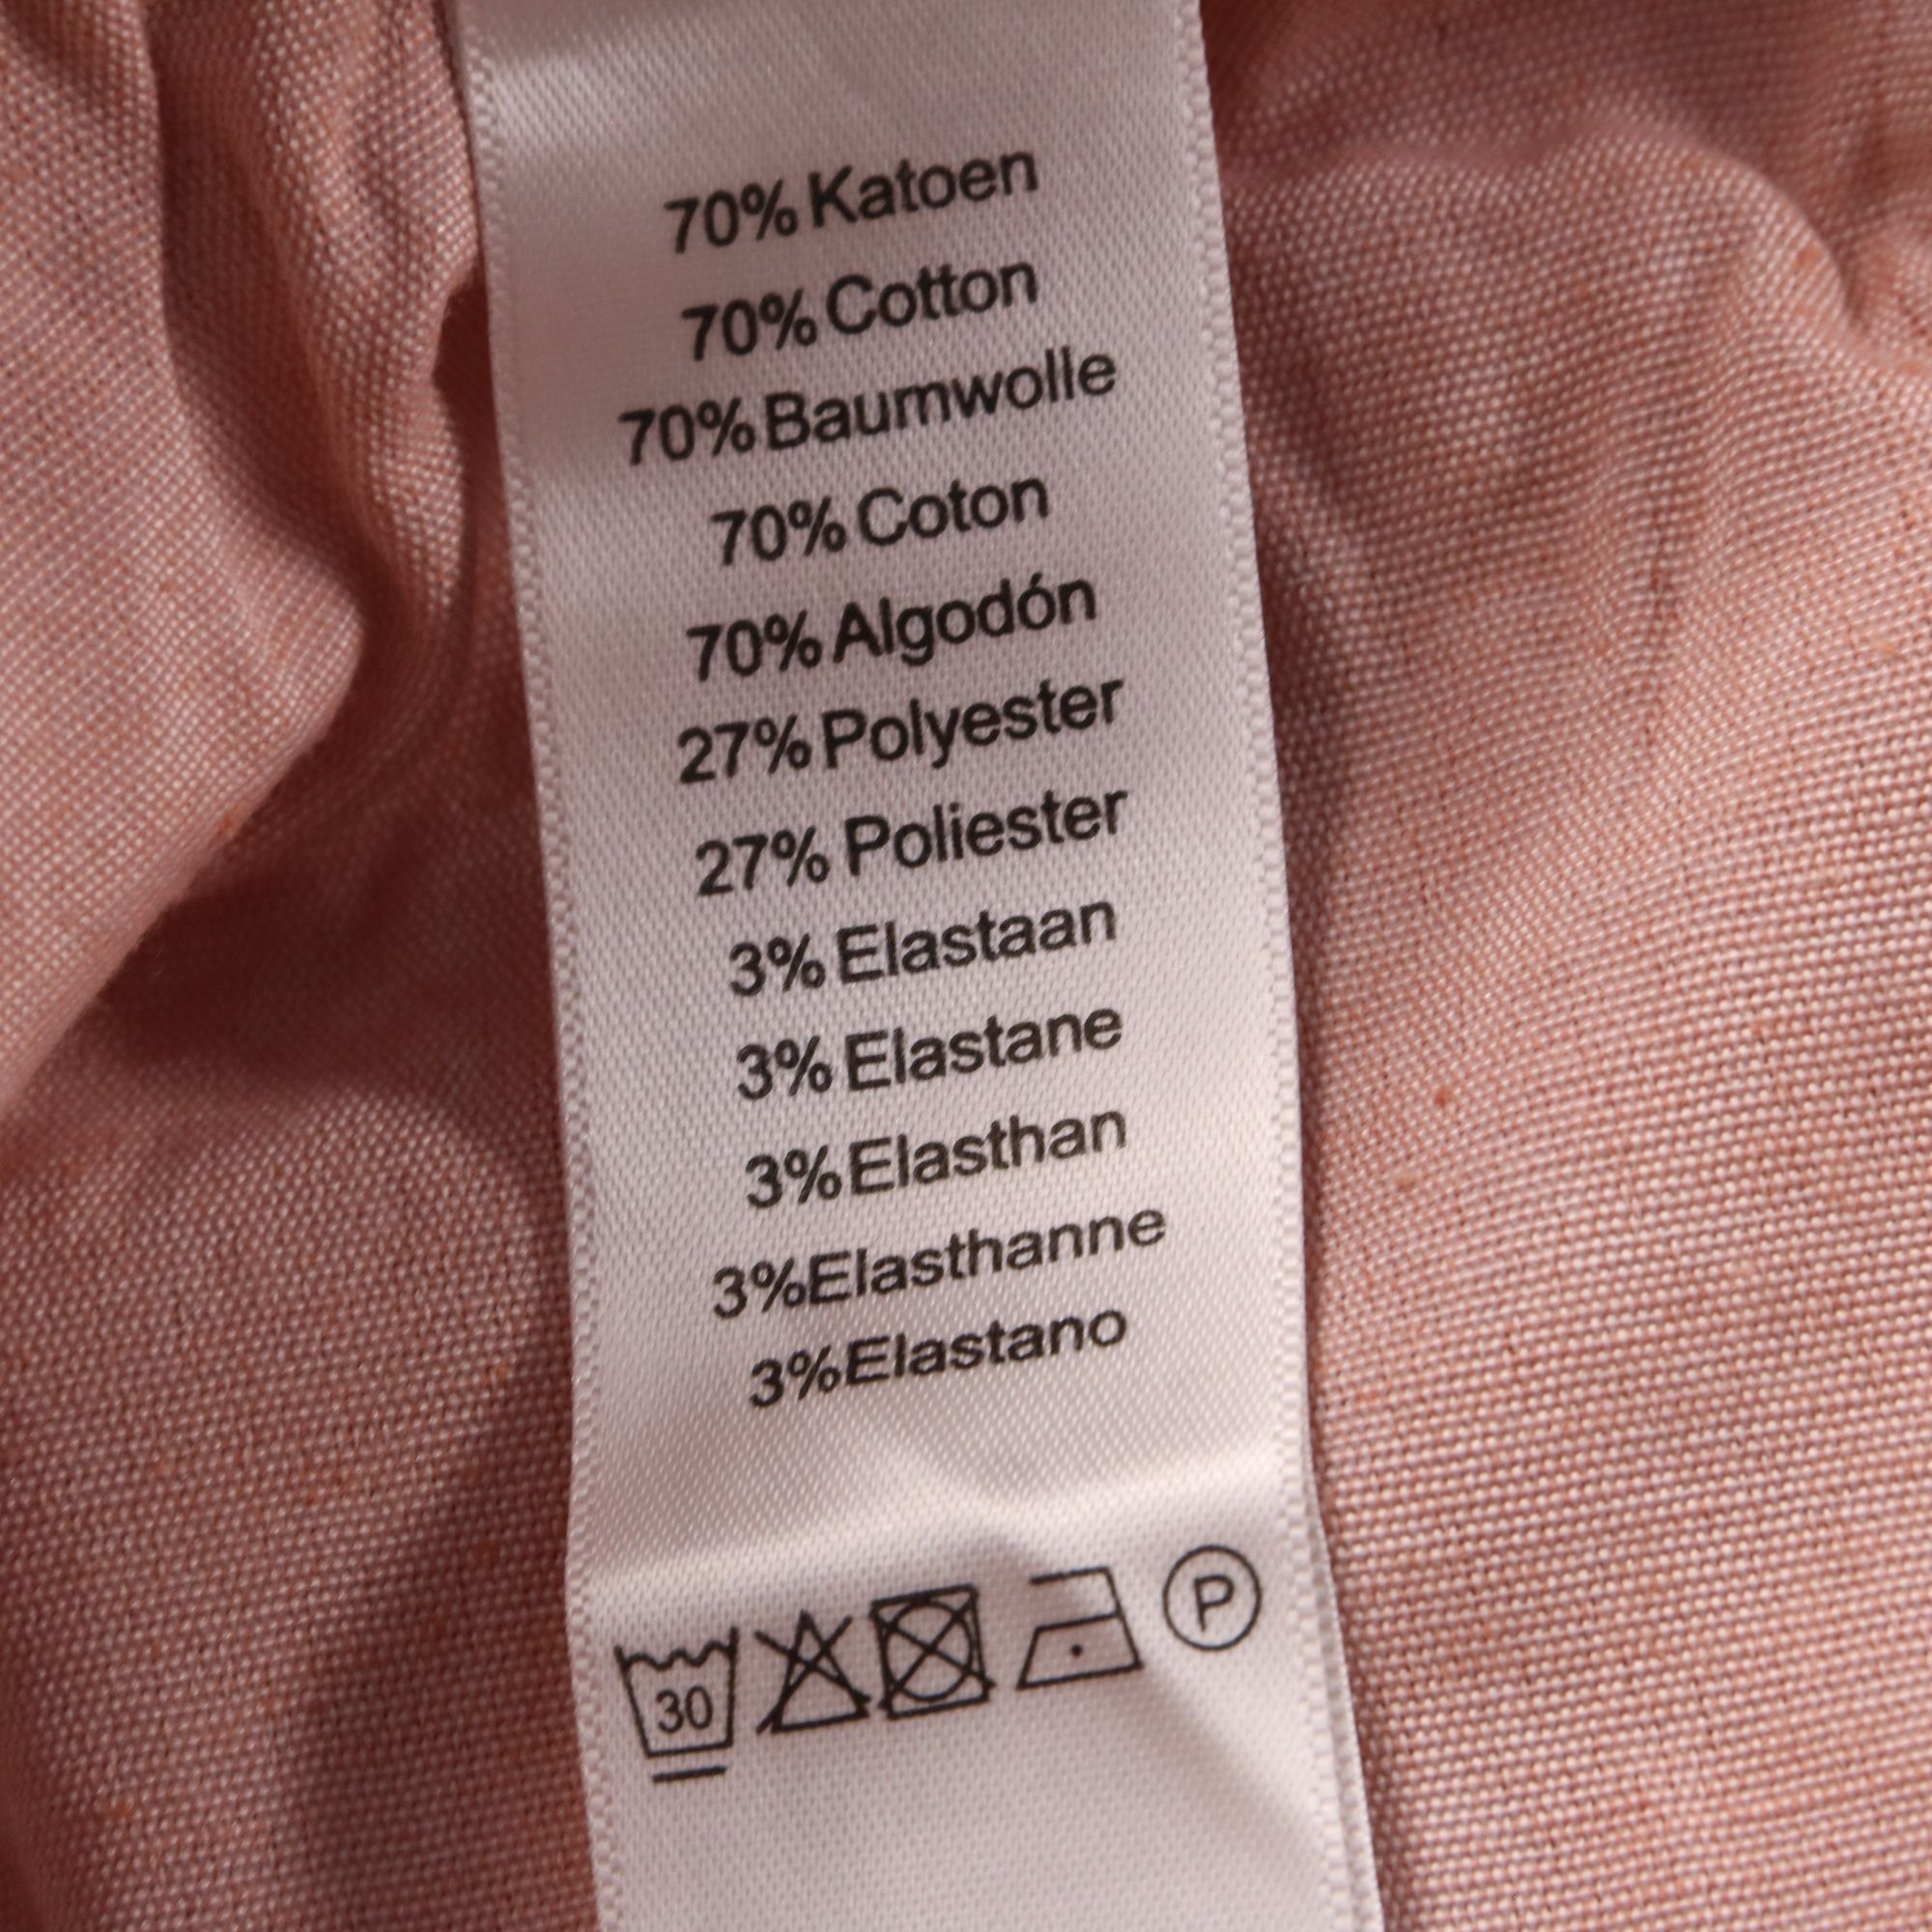 70% Katoen
70% Cotton
70% Baumwolle
70% Coton
70% Algodón
27% Polyester
27% Poliester
3% Elastaan
3% Elastane
3% Elasthan
3% Elasthanne
3% Elastano
30 P